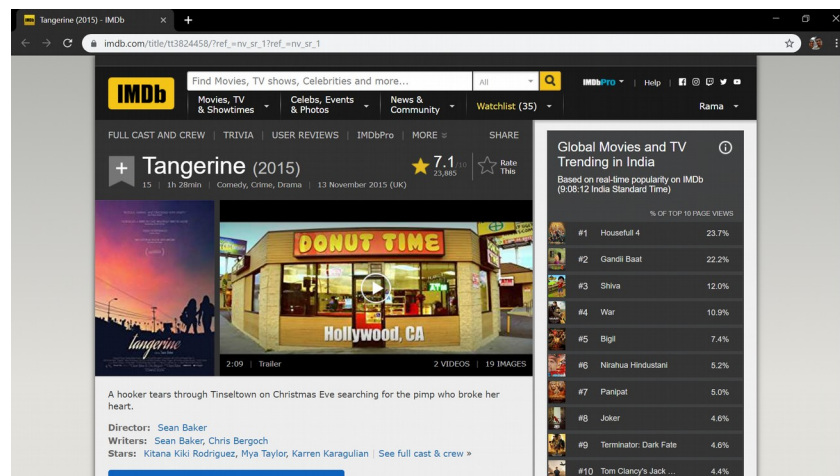 Tangerine (2015) - IMDb
imdb.com/title/tt3824458/?ref_=nv_sr_1?ref_=nv_sr_1
IMDb
Find Movies, TV shows, Celebrities and more...
All
IMDbPro | Help |
Movies, TV & Showtimes
Celebs, Events & Photos
News & Community
Watchlist (35)
Rama
FULL CAST AND CREW | TRIVIA | USER REVIEWS | IMDbPro | MORE
SHARE
+ Tangerine (2015)
7.1/10
23,885
Rate This
15 | 1h 28min | Comedy, Crime, Drama | 13 November 2015 (UK)
tangerine
DONUT TIME
ATM
Hollywood, CA
2:09 | Trailer
2 VIDEOS | 19 IMAGES
A hooker tears through Tinseltown on Christmas Eve searching for the pimp who broke her
heart.
Director: Sean Baker
Writers: Sean Baker, Chris Bergoch
Stars: Kitana Kiki Rodriguez, Mya Taylor, Karren Karagulian | See full cast & crew »
Global Movies and TV
Trending in India
Based on real-time popularity on IMDb
(9:08:12 India Standard Time)
% OF TOP 10 PAGE VIEWS
#1 Housefull 4 23.7%
#2 Gandii Baat 22.2%
#3 Shiva 12.0%
#4 War 10.9%
#5 Bigil 7.4%
#6 Nirahua Hindustani 5.2%
#7 Panipat 5.0%
#8 Joker 4.6%
#9 Terminator: Dark Fate 4.6%
#10 Tom Clancy's Jack ... 4.4%